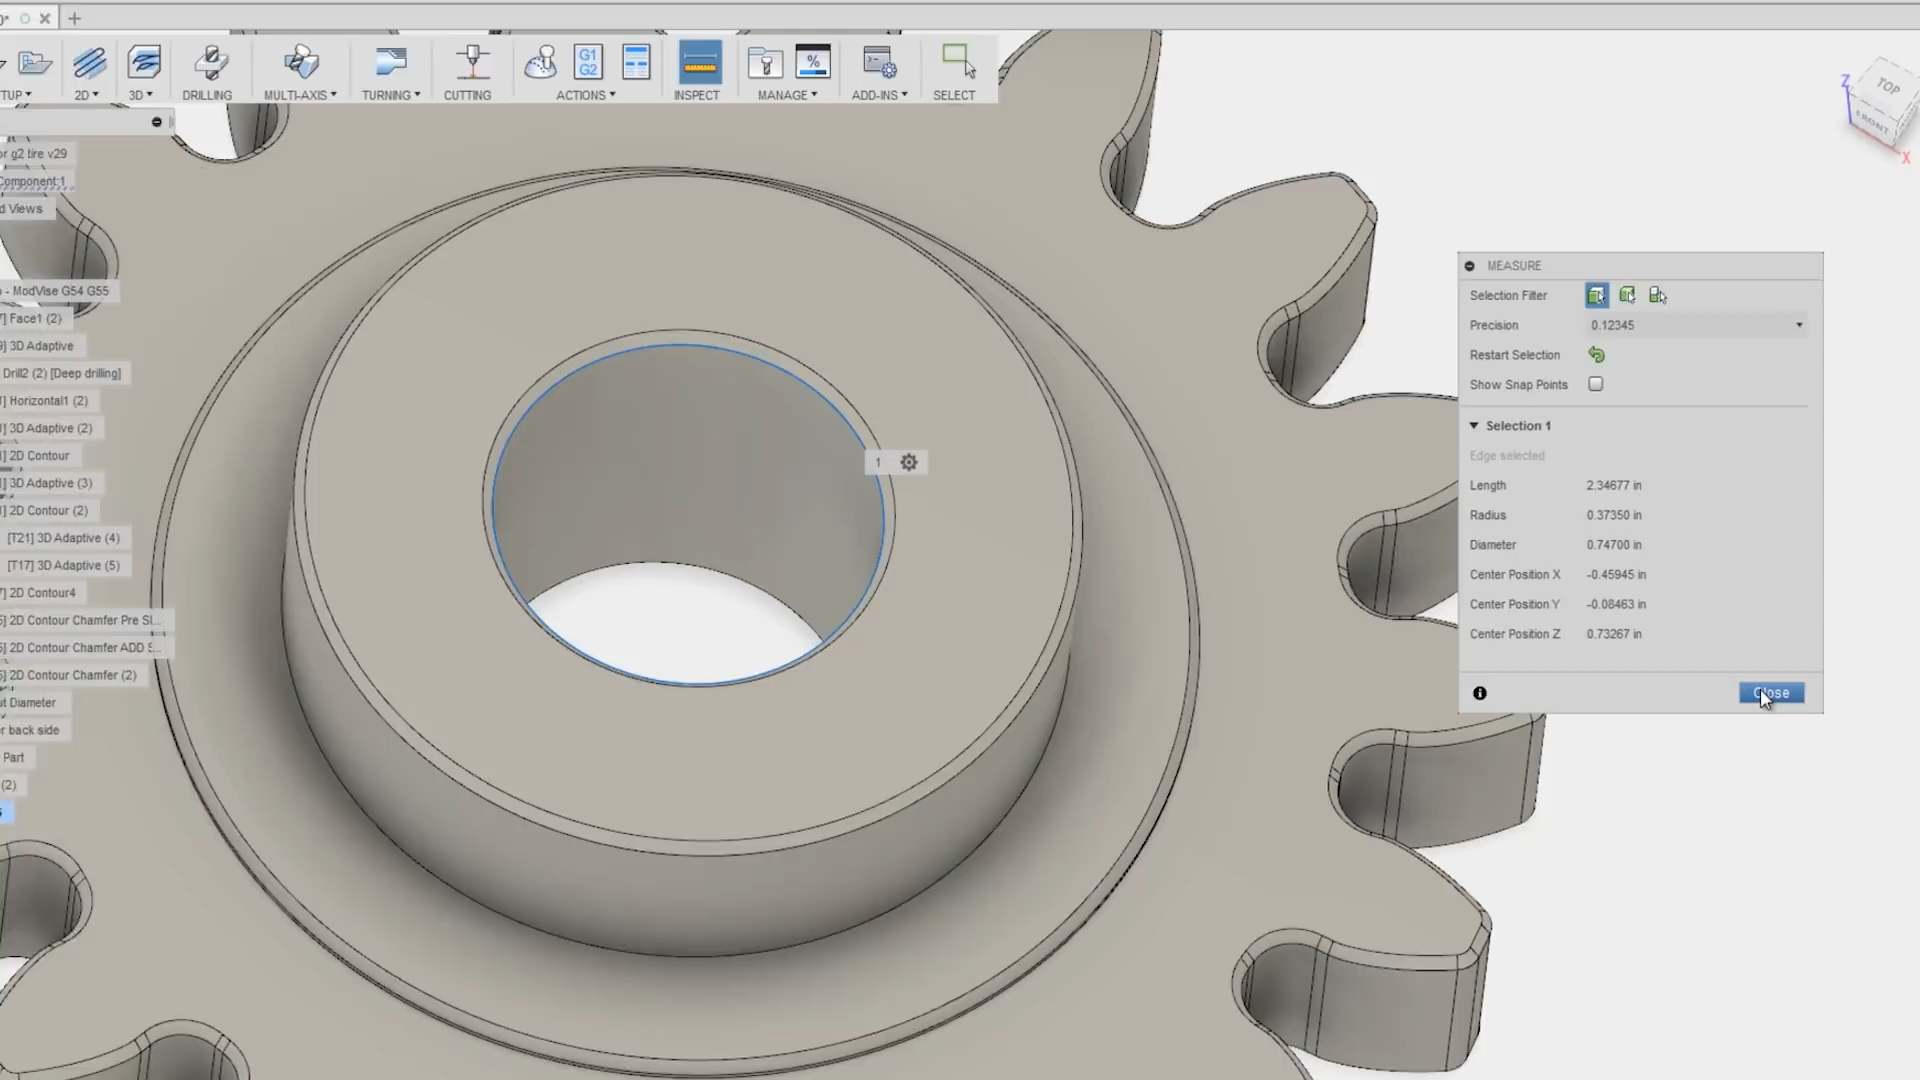 TUP
2D
3D
DRILLING
MULTI-AXIS
TURNING
CUTTING
G1
G2
ACTIONS
INSPECT
%
MANAGE
ADD-INS
SELECT
TOP
FRONT
Z
X
or g2 tire v29
Component:1
d Views
- ModVise G54 G55
] Face1 (2)
] 3D Adaptive
Drill2 (2) [Deep drilling]
] Horizontal1 (2)
] 3D Adaptive (2)
] 2D Contour
] 3D Adaptive (3)
] 2D Contour (2)
[T21] 3D Adaptive (4)
[T17] 3D Adaptive (5)
] 2D Contour4
] 2D Contour Chamfer Pre Sl...
] 2D Contour Chamfer ADD S...
] 2D Contour Chamfer (2)
ut Diameter
er back side
Part
(2)
1
MEASURE
Selection Filter
Precision 0.12345
Restart Selection
Show Snap Points
Selection 1
Edge selected
Length 2.34677 in
Radius 0.37350 in
Diameter 0.74700 in
Center Position X -0.45945 in
Center Position Y -0.08463 in
Center Position Z 0.73267 in
Close